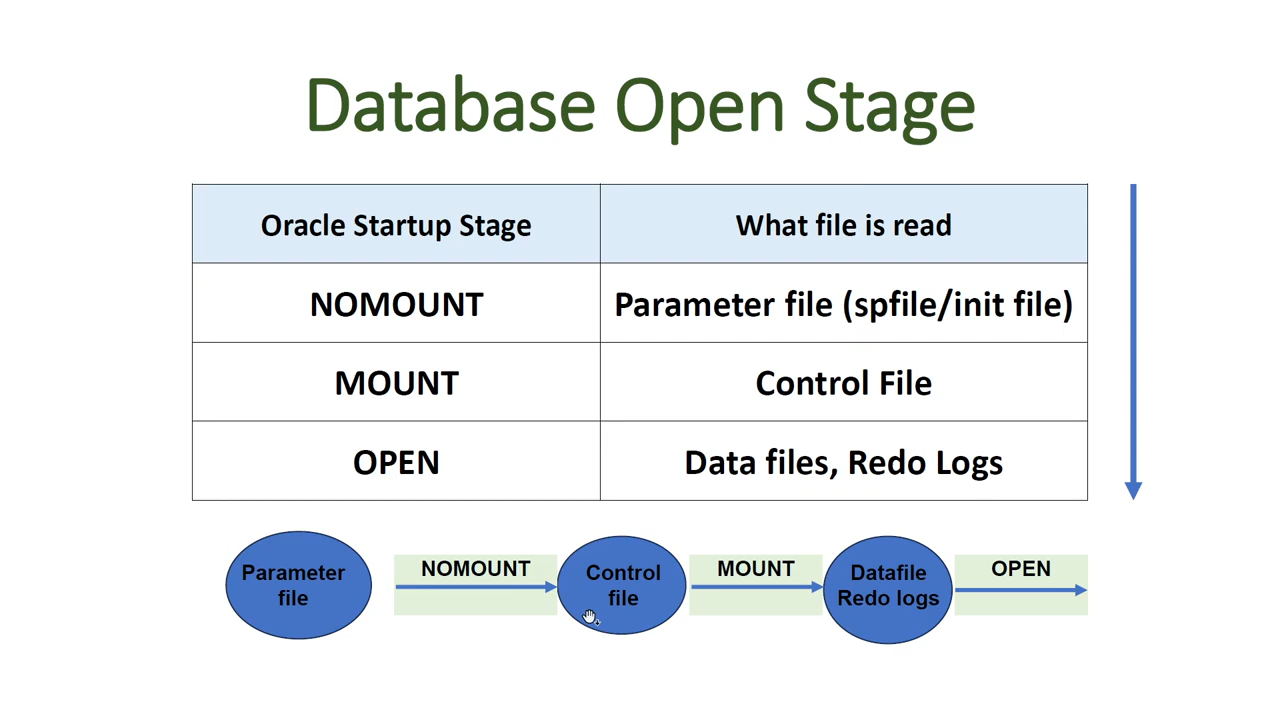 Database Open Stage
Oracle Startup Stage
What file is read
NOMOUNT
Parameter file (spfile/init file)
MOUNT
Control File
OPEN
Data files, Redo Logs
Parameter
file
NOMOUNT
Control
file
MOUNT
Datafile
Redo logs
OPEN